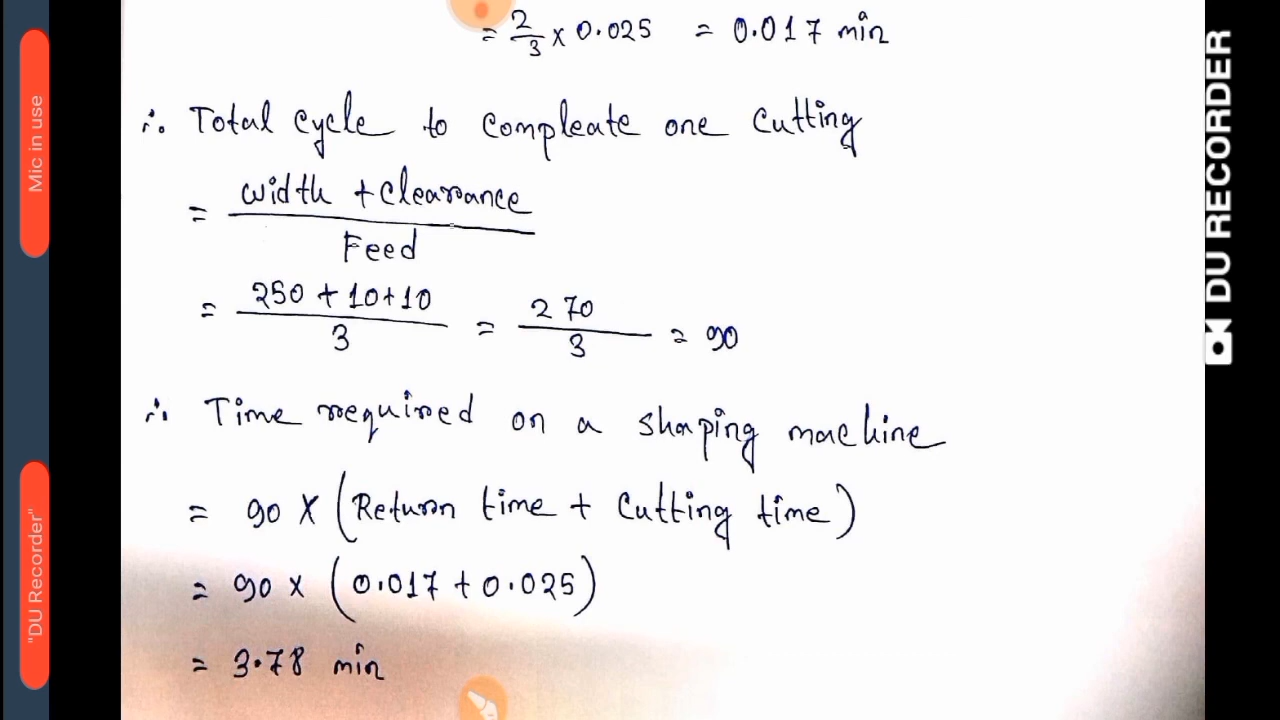 = 2/3 x 0.025 = 0.017 min
∴ Total cycle to compleate one cutting
= width + clearance / Feed
= 250 + 10+10 / 3 = 270 / 3 = 90
∴ Time required on a shaping machine
= 90 x (Return time + Cutting time)
= 90 x (0.017 + 0.025)
= 3.78 min
Mic in use
"DU Recorder"
DU RECORDER